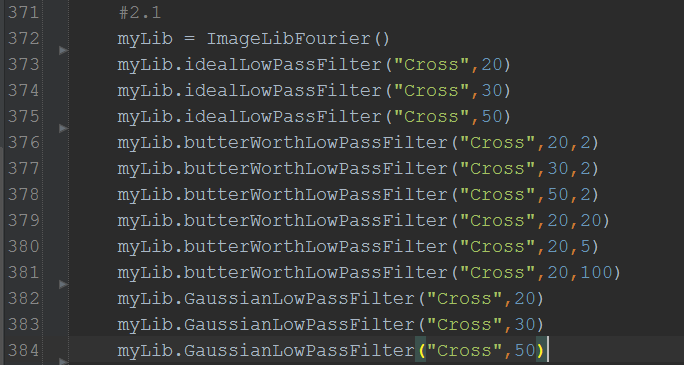 371 #2.1
372 myLib = ImageLibFourier()
373 myLib.idealLowPassFilter("Cross",20)
374 myLib.idealLowPassFilter("Cross",30)
375 myLib.idealLowPassFilter("Cross",50)
376 myLib.butterWorthLowPassFilter("Cross",20,2)
377 myLib.butterWorthLowPassFilter("Cross",30,2)
378 myLib.butterWorthLowPassFilter("Cross",50,2)
379 myLib.butterWorthLowPassFilter("Cross",20,20)
380 myLib.butterWorthLowPassFilter("Cross",20,5)
381 myLib.butterWorthLowPassFilter("Cross",20,100)
382 myLib.GaussianLowPassFilter("Cross",20)
383 myLib.GaussianLowPassFilter("Cross",30)
384 myLib.GaussianLowPassFilter("Cross",50)